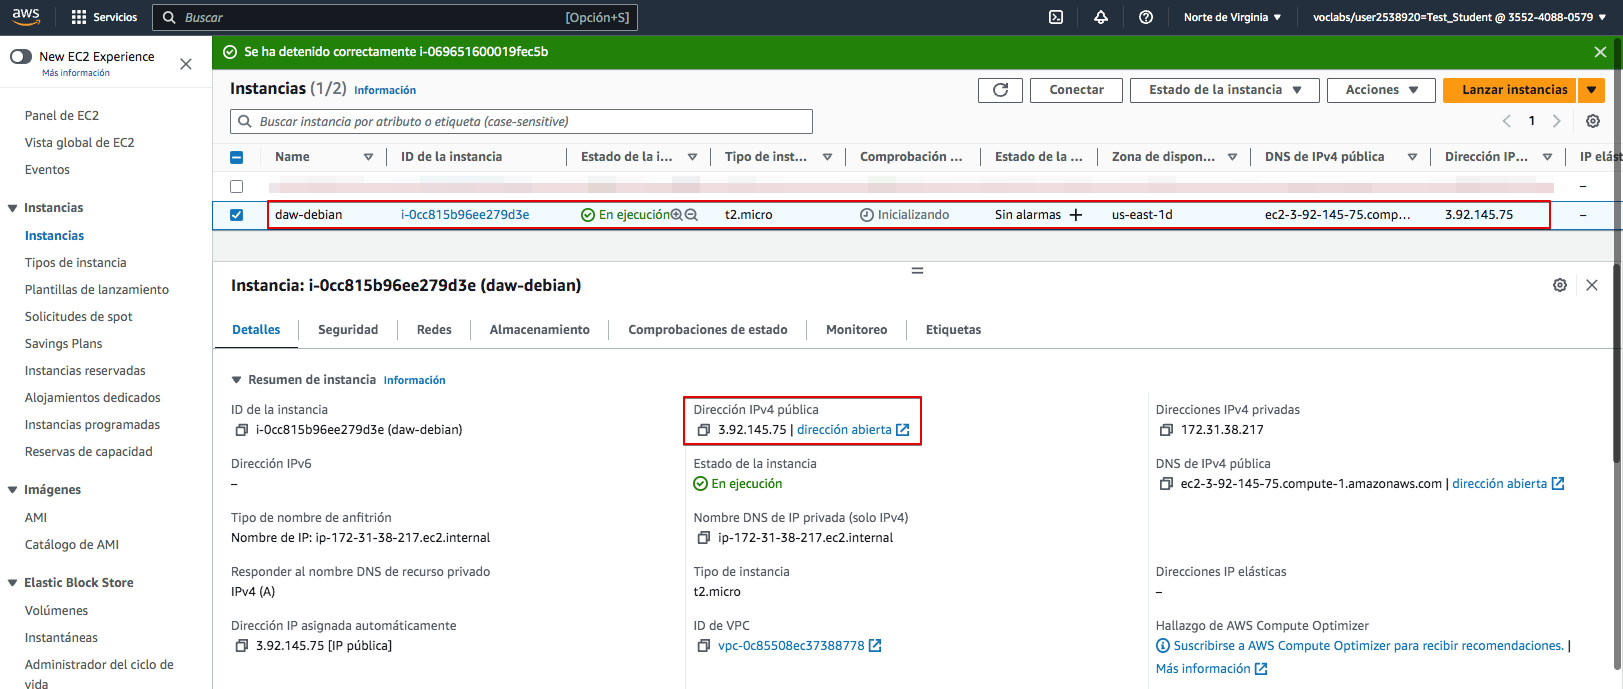 aws
Servicios
Buscar
[Opción+S]
Norte de Virginia
voclabs/user2538920=Test_Student @ 3552-4088-0579
New EC2 Experience
Más información
Panel de EC2
Vista global de EC2
Eventos
Instancias
Instancias
Tipos de instancia
Plantillas de lanzamiento
Solicitudes de spot
Savings Plans
Instancias reservadas
Alojamientos dedicados
Instancias programadas
Reservas de capacidad
Imágenes
AMI
Catálogo de AMI
Elastic Block Store
Volúmenes
Instantáneas
Administrador del ciclo de
vida
Se ha detenido correctamente i-069651600019fec5b
Instancias (1/2) Información
Conectar
Estado de la instancia
Acciones
Lanzar instancias
Buscar instancia por atributo o etiqueta (case-sensitive)
1
Name ID de la instancia Estado de la i... Tipo de inst... Comprobación ... Estado de la ... Zona de dispon... DNS de IPv4 pública Dirección IP... IP elást
–
daw-debian i-0cc815b96ee279d3e En ejecución t2.micro Inicializando Sin alarmas + us-east-1d ec2-3-92-145-75.comp... 3.92.145.75 –
Instancia: i-0cc815b96ee279d3e (daw-debian)
Detalles Seguridad Redes Almacenamiento Comprobaciones de estado Monitoreo Etiquetas
Resumen de instancia Información
ID de la instancia
i-0cc815b96ee279d3e (daw-debian)
Dirección IPv4 pública
3.92.145.75 | dirección abierta
Direcciones IPv4 privadas
172.31.38.217
Dirección IPv6
–
Estado de la instancia
En ejecución
DNS de IPv4 pública
ec2-3-92-145-75.compute-1.amazonaws.com | dirección abierta
Tipo de nombre de anfitrión
Nombre de IP: ip-172-31-38-217.ec2.internal
Nombre DNS de IP privada (solo IPv4)
ip-172-31-38-217.ec2.internal
Responder al nombre DNS de recurso privado
IPv4 (A)
Tipo de instancia
t2.micro
Direcciones IP elásticas
–
Dirección IP asignada automáticamente
3.92.145.75 [IP pública]
ID de VPC
vpc-0c85508ec37388778
Hallazgo de AWS Compute Optimizer
Suscribirse a AWS Compute Optimizer para recibir recomendaciones. |
Más información